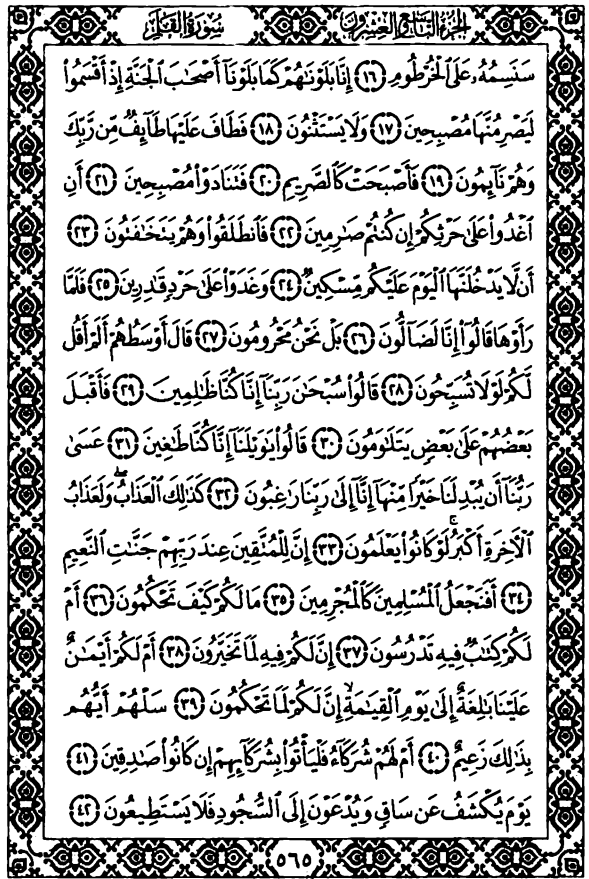 الجزء التاسع والعشرون
سورة القلم
سَنَسِمُهُۥ عَلَى ٱلْخُرْطُومِ ۝١٦ إِنَّا بَلَوْنَٰهُمْ كَمَا بَلَوْنَآ أَصْحَٰبَ ٱلْجَنَّةِ إِذْ أَقْسَمُوا۟
لَيَصْرِمُنَّهَا مُصْبِحِينَ ۝١٧ وَلَا يَسْتَثْنُونَ ۝١٨ فَطَافَ عَلَيْهَا طَآئِفٌ مِّن رَّبِّكَ
وَهُمْ نَآئِمُونَ ۝١٩ فَأَصْبَحَتْ كَٱلصَّرِيمِ ۝٢٠ فَتَنَادَوْا۟ مُصْبِحِينَ ۝٢١ أَنِ
ٱغْدُوا۟ عَلَىٰ حَرْثِكُمْ إِن كُنتُمْ صَٰرِمِينَ ۝٢٢ فَٱنطَلَقُوا۟ وَهُمْ يَتَخَٰفَتُونَ ۝٢٣
أَن لَّا يَدْخُلَنَّهَا ٱلْيَوْمَ عَلَيْكُم مِّسْكِينٌ ۝٢٤ وَغَدَوْا۟ عَلَىٰ حَرْدٍ قَٰدِرِينَ ۝٢٥ فَلَمَّا
رَأَوْهَا قَالُوٓا۟ إِنَّا لَضَآلُّونَ ۝٢٦ بَلْ نَحْنُ مَحْرُومُونَ ۝٢٧ قَالَ أَوْسَطُهُمْ أَلَمْ أَقُل
لَّكُمْ لَوْلَا تُسَبِّحُونَ ۝٢٨ قَالُوا۟ سُبْحَٰنَ رَبِّنَآ إِنَّا كُنَّا ظَٰلِمِينَ ۝٢٩ فَأَقْبَلَ
بَعْضُهُمْ عَلَىٰ بَعْضٍ يَتَلَٰوَمُونَ ۝٣٠ قَالُوا۟ يَٰوَيْلَنَآ إِنَّا كُنَّا طَٰغِينَ ۝٣١ عَسَىٰ
رَبُّنَآ أَن يُبْدِلَنَا خَيْرًا مِّنْهَآ إِنَّآ إِلَىٰ رَبِّنَا رَٰغِبُونَ ۝٣٢ كَذَٰلِكَ ٱلْعَذَابُ ۖ وَلَعَذَابُ
ٱلْءَاخِرَةِ أَكْبَرُ ۚ لَوْ كَانُوا۟ يَعْلَمُونَ ۝٣٣ إِنَّ لِلْمُتَّقِينَ عِندَ رَبِّهِمْ جَنَّٰتِ ٱلنَّعِيمِ
۝٣٤ أَفَنَجْعَلُ ٱلْمُسْلِمِينَ كَٱلْمُجْرِمِينَ ۝٣٥ مَا لَكُمْ كَيْفَ تَحْكُمُونَ ۝٣٦ أَمْ
لَكُمْ كِتَٰبٌ فِيهِ تَدْرُسُونَ ۝٣٧ إِنَّ لَكُمْ فِيهِ لَمَا تَخَيَّرُونَ ۝٣٨ أَمْ لَكُمْ أَيْمَٰنٌ
عَلَيْنَا بَٰلِغَةٌ إِلَىٰ يَوْمِ ٱلْقِيَٰمَةِ ۙ إِنَّ لَكُمْ لَمَا تَحْكُمُونَ ۝٣٩ سَلْهُمْ أَيُّهُم
بِذَٰلِكَ زَعِيمٌ ۝٤٠ أَمْ لَهُمْ شُرَكَآءُ فَلْيَأْتُوا۟ بِشُرَكَآئِهِمْ إِن كَانُوا۟ صَٰدِقِينَ ۝٤١
يَوْمَ يُكْشَفُ عَن سَاقٍ وَيُدْعَوْنَ إِلَى ٱلسُّجُودِ فَلَا يَسْتَطِيعُونَ ۝٤٢
٥٦٥